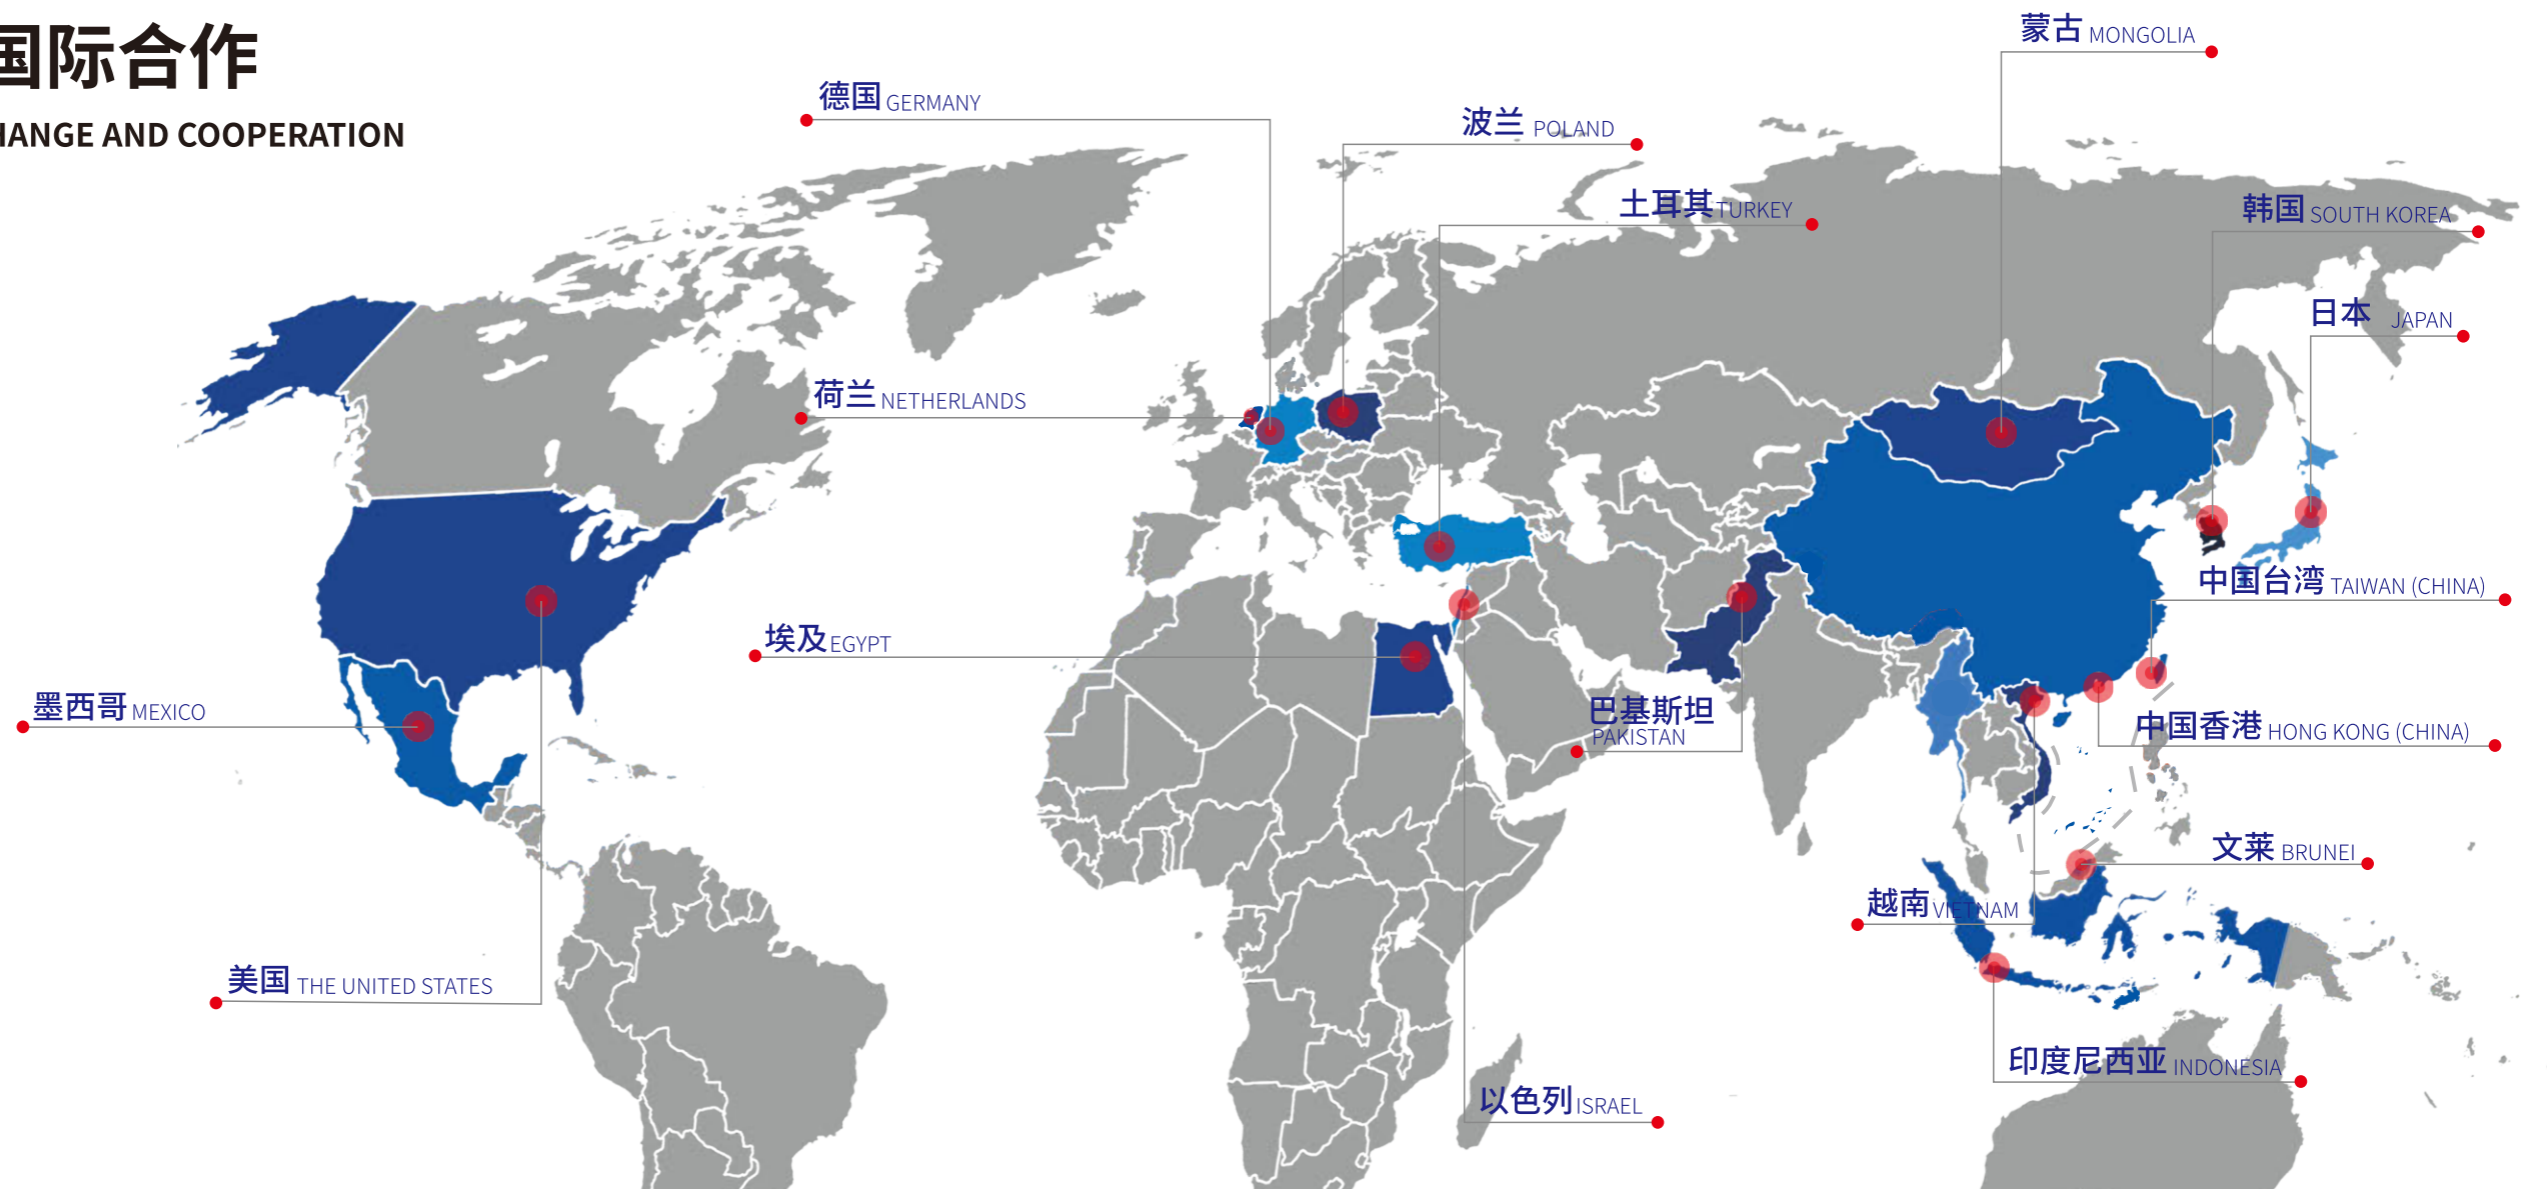 国际合作
HANGE AND COOPERATION
蒙古 MONGOLIA
德国 GERMANY
波兰 POLAND
土耳其 TURKEY
韩国 SOUTH KOREA
日本 JAPAN
荷兰 NETHERLANDS
中国台湾 TAIWAN (CHINA)
埃及 EGYPT
墨西哥 MEXICO
巴基斯坦
PAKISTAN
中国香港 HONG KONG (CHINA)
文莱 BRUNEI
越南 VIETNAM
美国 THE UNITED STATES
印度尼西亚 INDONESIA
以色列 ISRAEL